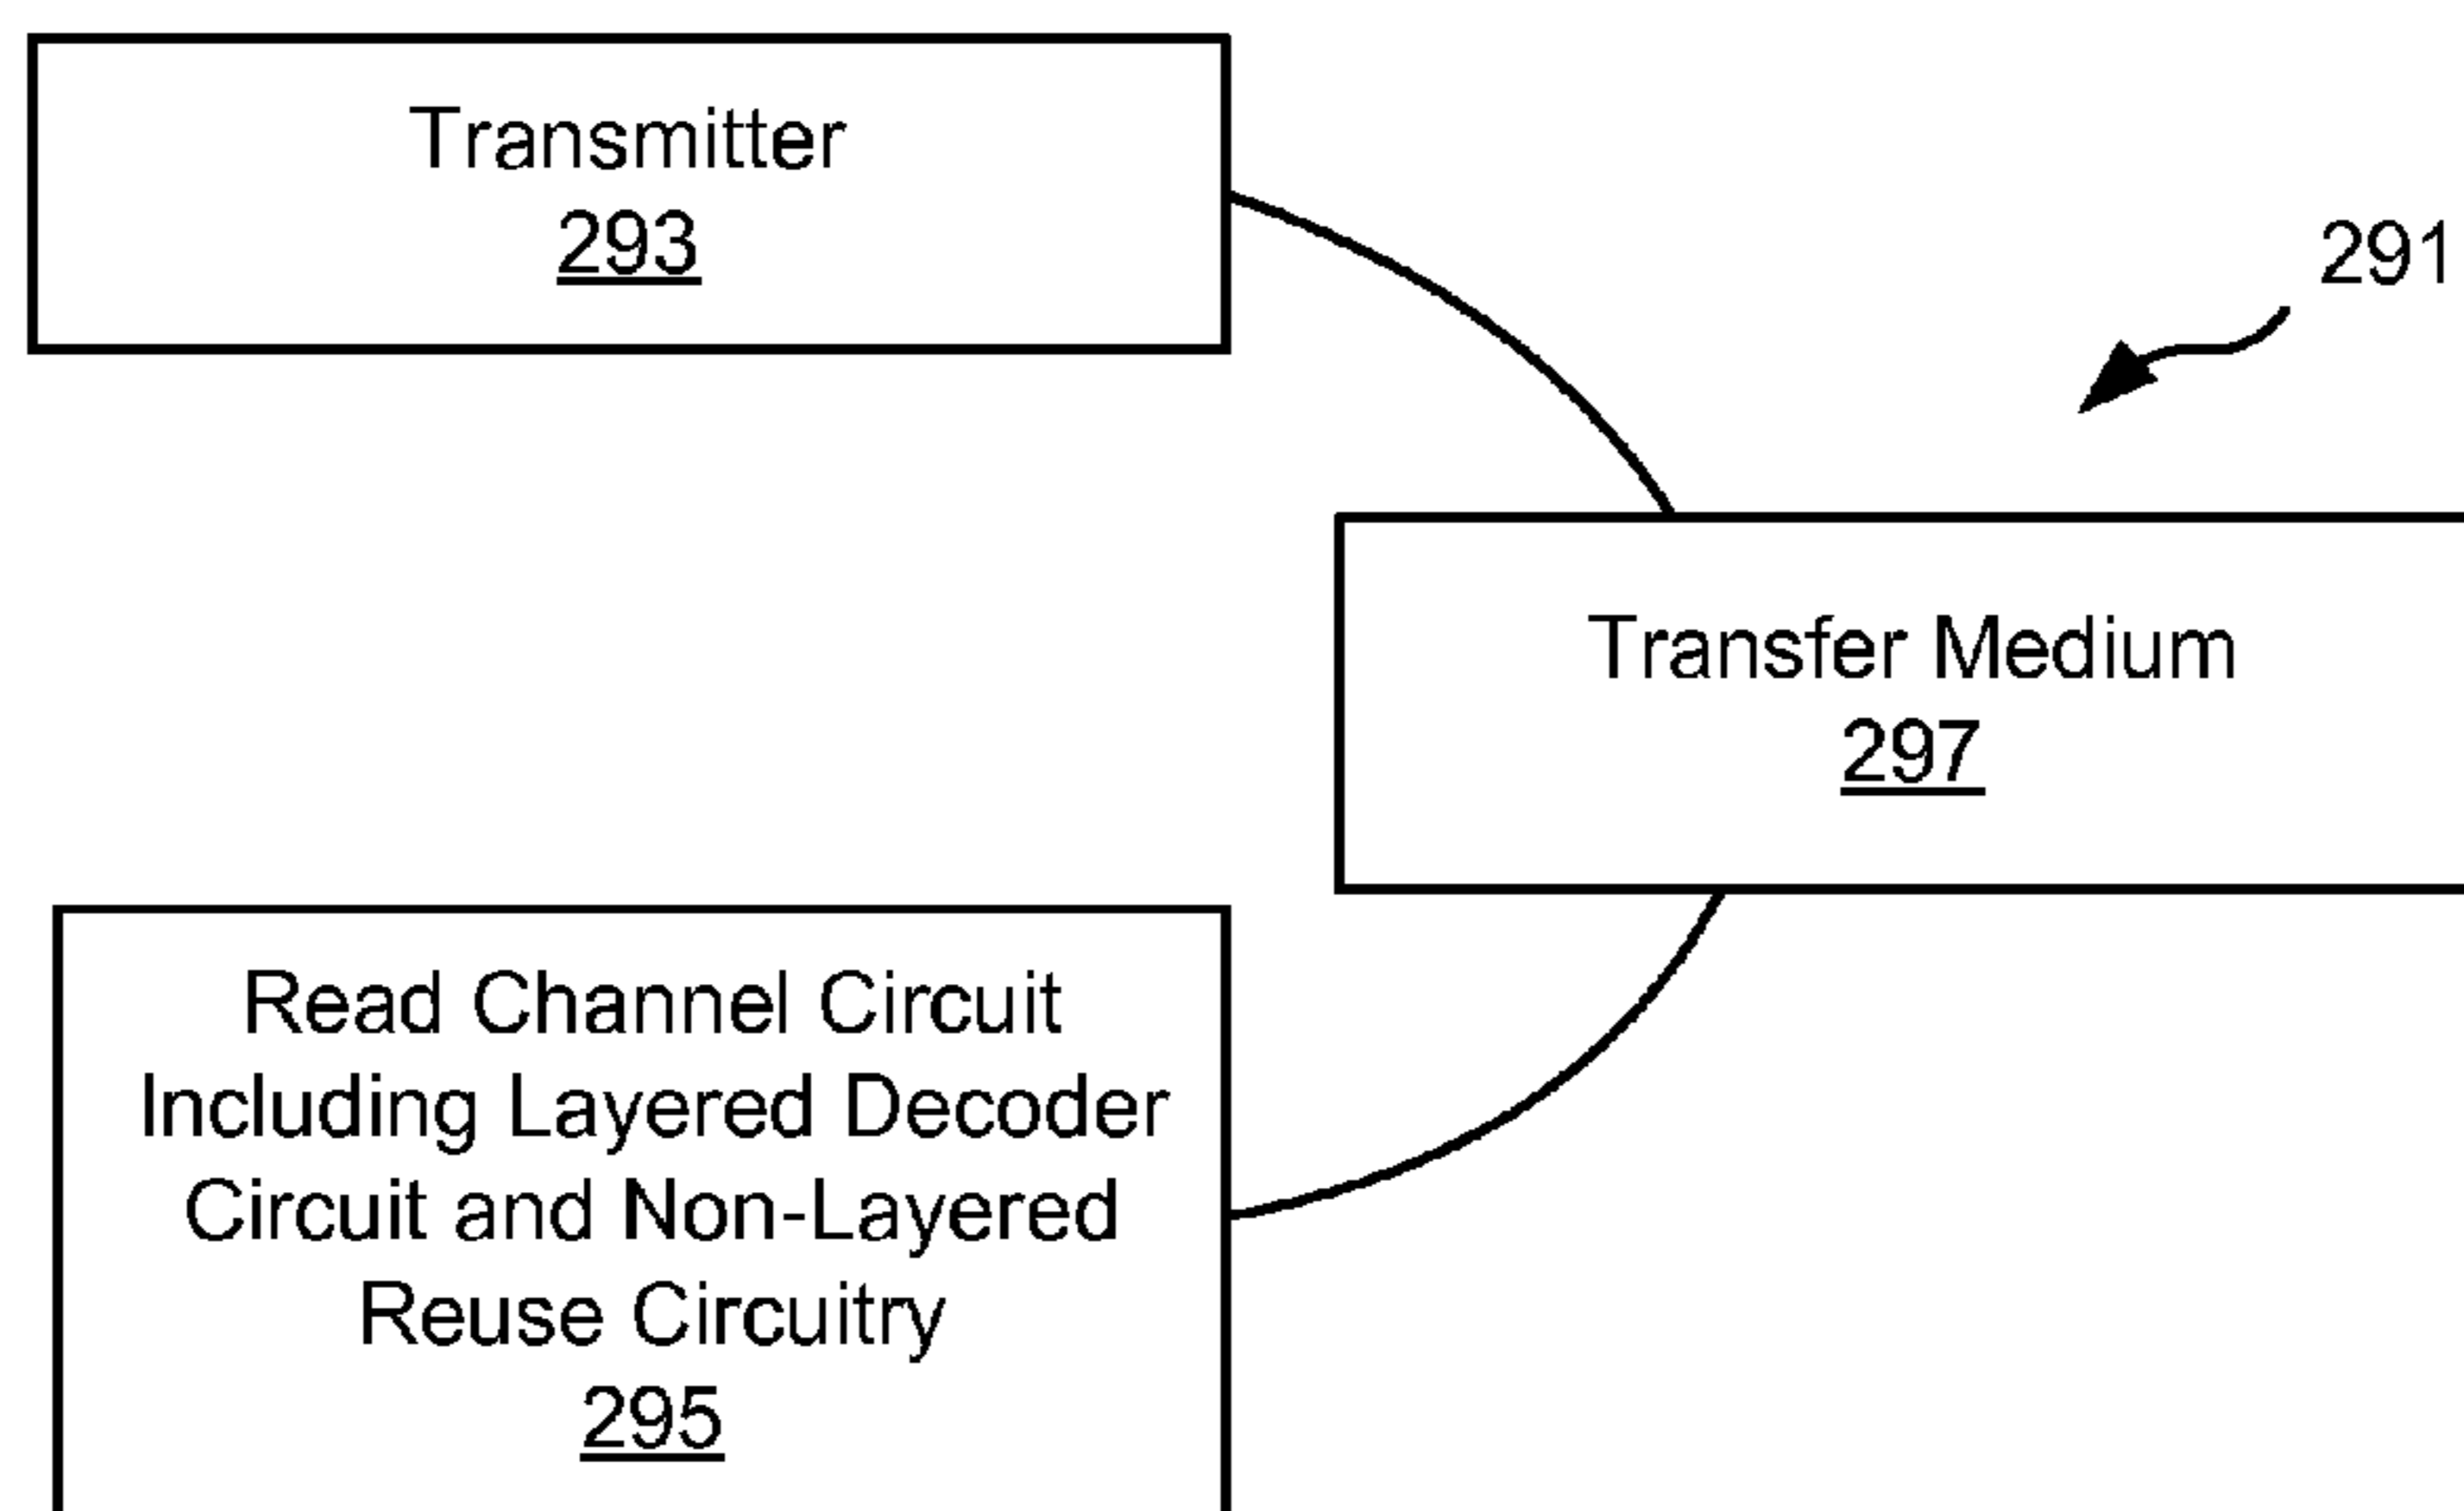 Transmitter
293
291
Transfer Medium
297
Read Channel Circuit
Including Layered Decoder
Circuit and Non-Layered
Reuse Circuitry
295